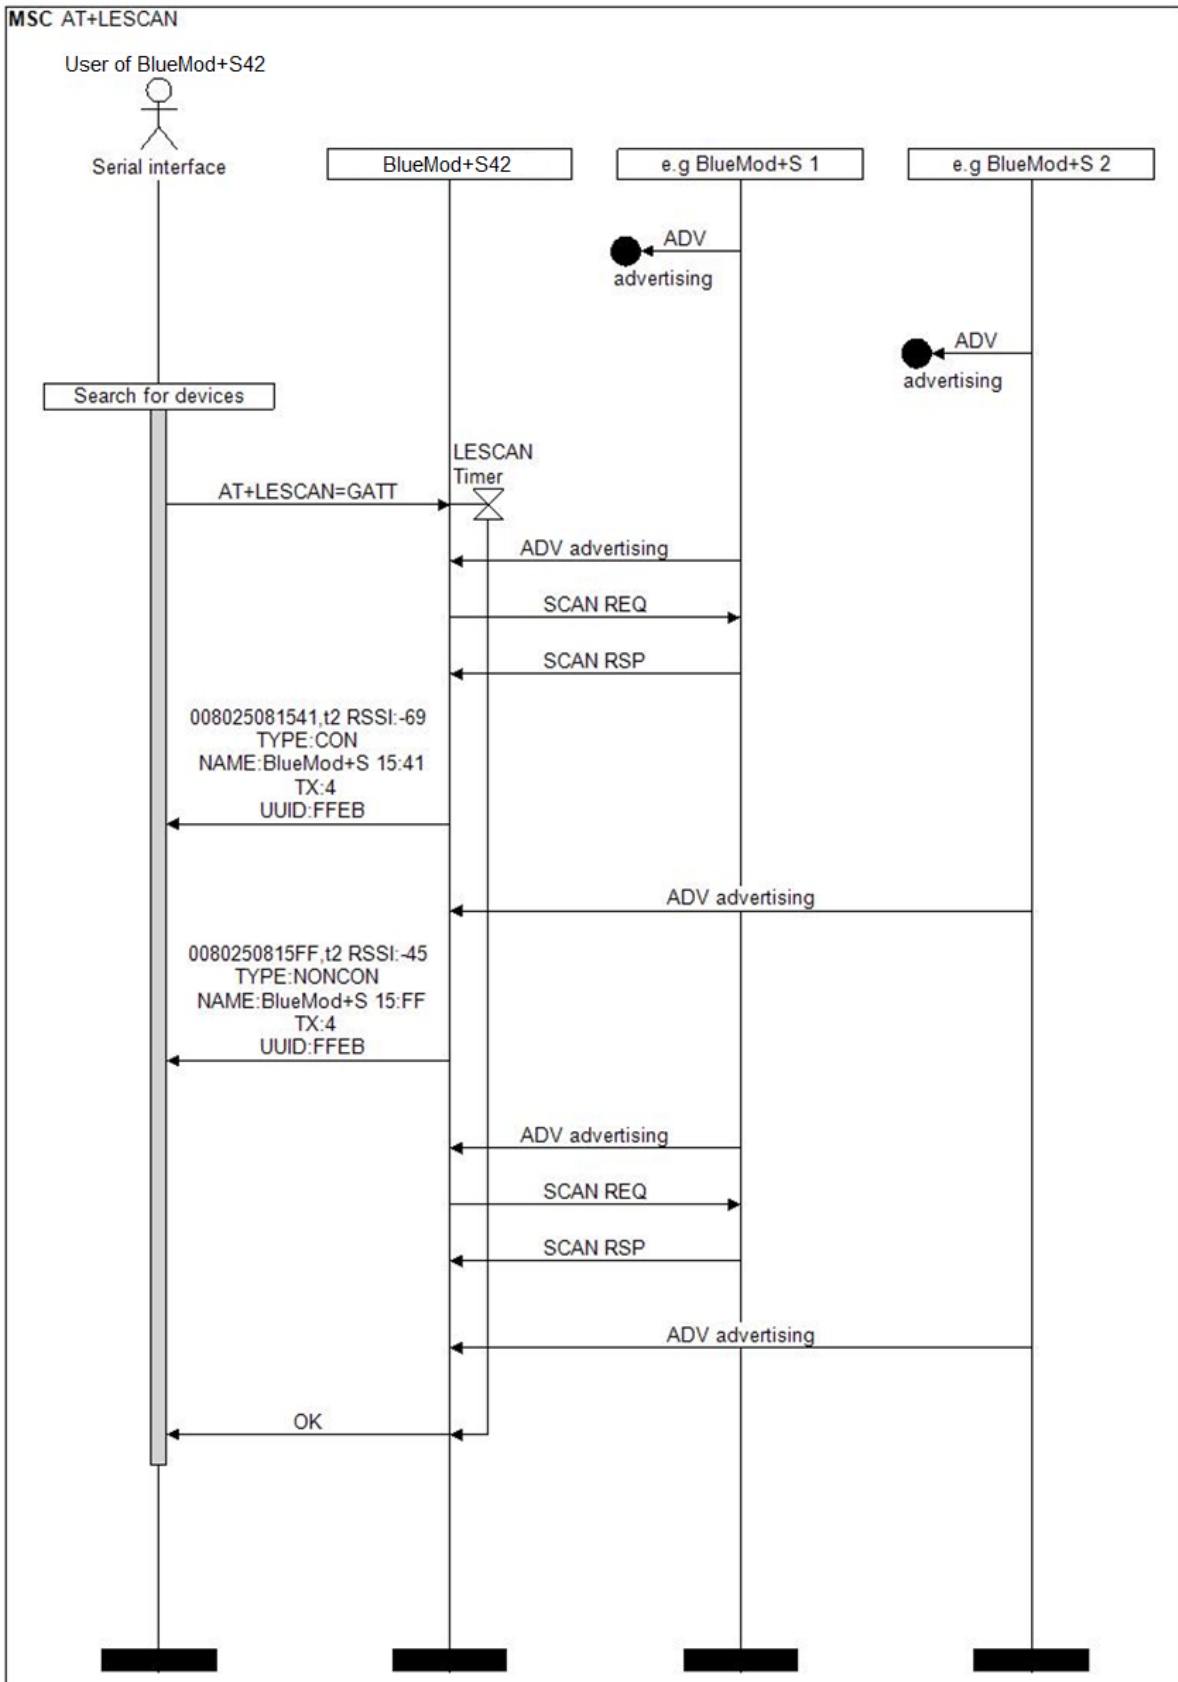 MSC AT+LESCAN
User of BlueMod+S42
Serial interface
BlueMod+S42
e.g BlueMod+S 1
e.g BlueMod+S 2
ADV
advertising
ADV
advertising
Search for devices
LESCAN
Timer
AT+LESCAN=GATT
ADV advertising
SCAN REQ
SCAN RSP
008025081541,t2 RSSI:-69
TYPE:CON
NAME:BlueMod+S 15:41
TX:4
UUID:FFEB
ADV advertising
0080250815FF,t2 RSSI:-45
TYPE:NONCON
NAME:BlueMod+S 15:FF
TX:4
UUID:FFEB
ADV advertising
SCAN REQ
SCAN RSP
ADV advertising
OK